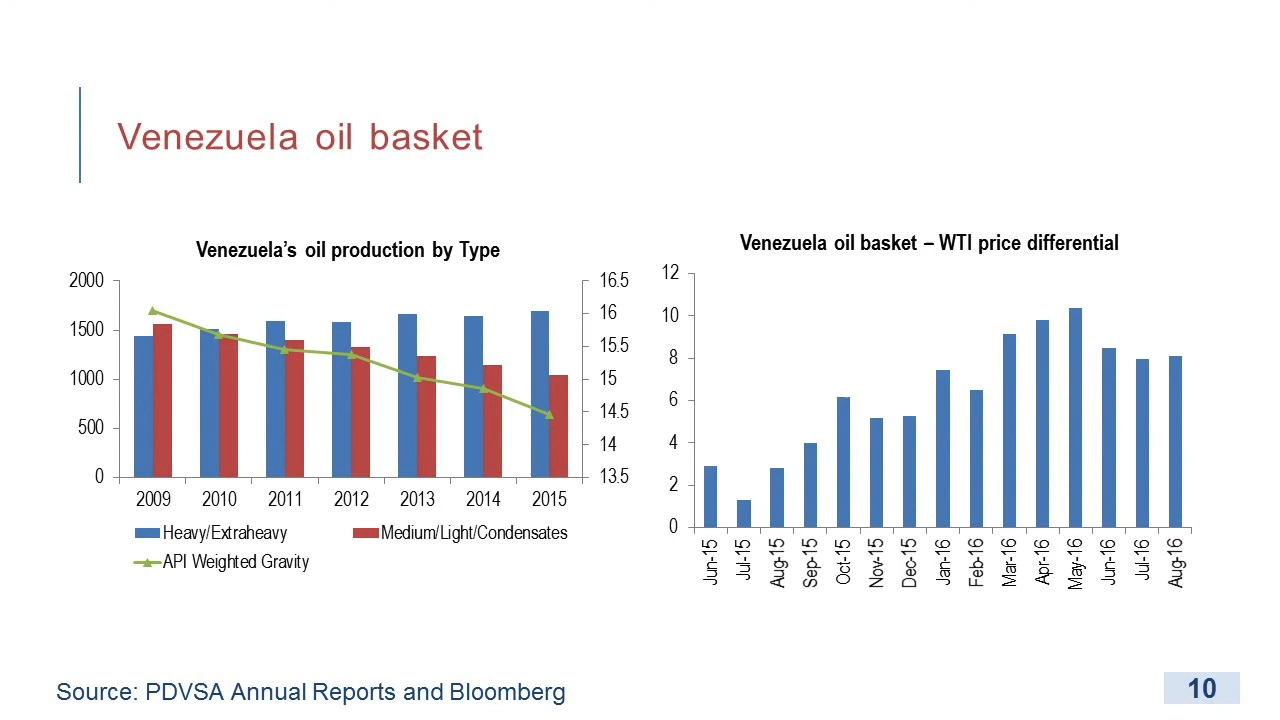 Venezuela oil basket
Venezuela's oil production by Type
2000
1500
1000
500
0
16.5
16
15.5
15
14.5
14
13.5
2009 2010 2011 2012 2013 2014 2015
Heavy/Extraheavy Medium/Light/Condensates
API Weighted Gravity
Venezuela oil basket – WTI price differential
12
10
8
6
4
2
0
Jun-15 Jul-15 Aug-15 Sep-15 Oct-15 Nov-15 Dec-15 Jan-16 Feb-16 Mar-16 Apr-16 May-16 Jun-16 Jul-16 Aug-16
Source: PDVSA Annual Reports and Bloomberg
10